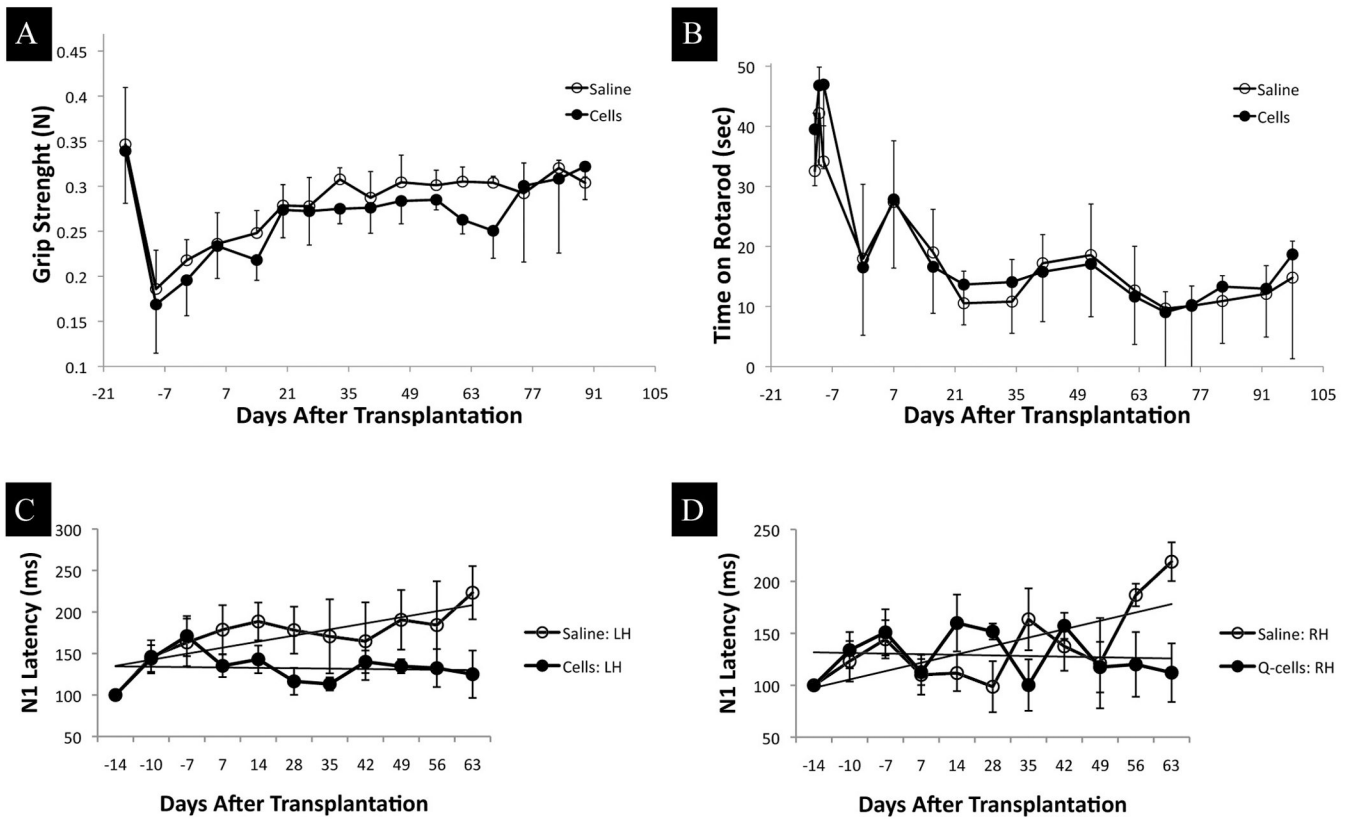 A
Grip Strenght (N)
0.45
0.4
0.35
0.3
0.25
0.2
0.15
0.1
Saline
Cells
-21 -7 7 21 35 49 63 77 91 105
Days After Transplantation
B
Time on Rotarod (sec)
50
40
30
20
10
0
Saline
Cells
-21 -7 7 21 35 49 63 77 91 105
Days After Transplantation
C
N1 Latency (ms)
300
250
200
150
100
50
Saline: LH
Cells: LH
-14 -10 -7 7 14 28 35 42 49 56 63
Days After Transplantation
D
N1 Latency (ms)
250
200
150
100
50
Saline: RH
Q-cells: RH
-14 -10 -7 7 14 28 35 42 49 56 63
Days After Transplantation